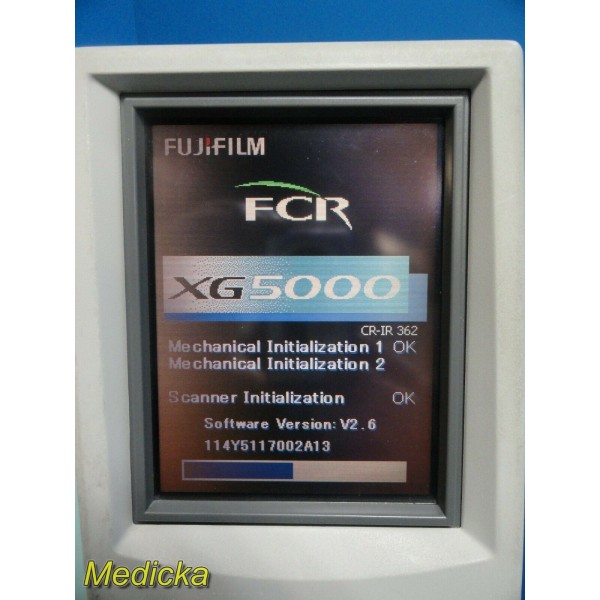 FUJIFILM
FCR
XG5000
CR-IR 362
Mechanical Initialization 1 OK
Mechanical Initialization 2
Scanner Initialization OK
Software Version: V2.6
114Y5117002A13
Medicka